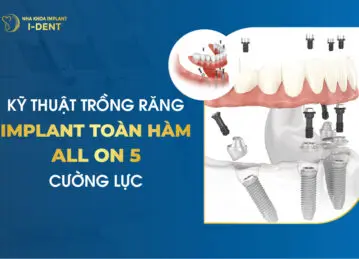 NHA KHOA IMPLANT
I-DENT
KỸ THUẬT TRỒNG RĂNG
IMPLANT TOÀN HÀM
ALL ON 5
CƯỜNG LỰC